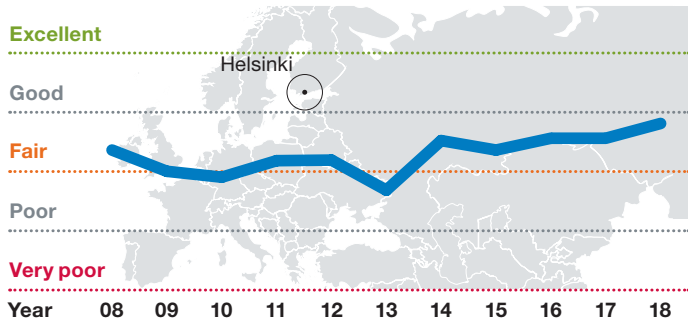 Excellent
Helsinki
Good
Fair
Poor
Very poor
Year 08 09 10 11 12 13 14 15 16 17 18